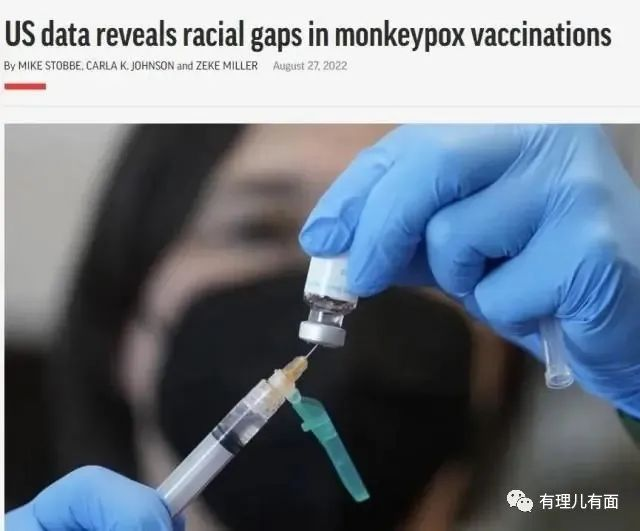 US data reveals racial gaps in monkeypox vaccinations
By MIKE STOBBE, CARLA K. JOHNSON and ZEKE MILLER August 27, 2022
有理儿有面